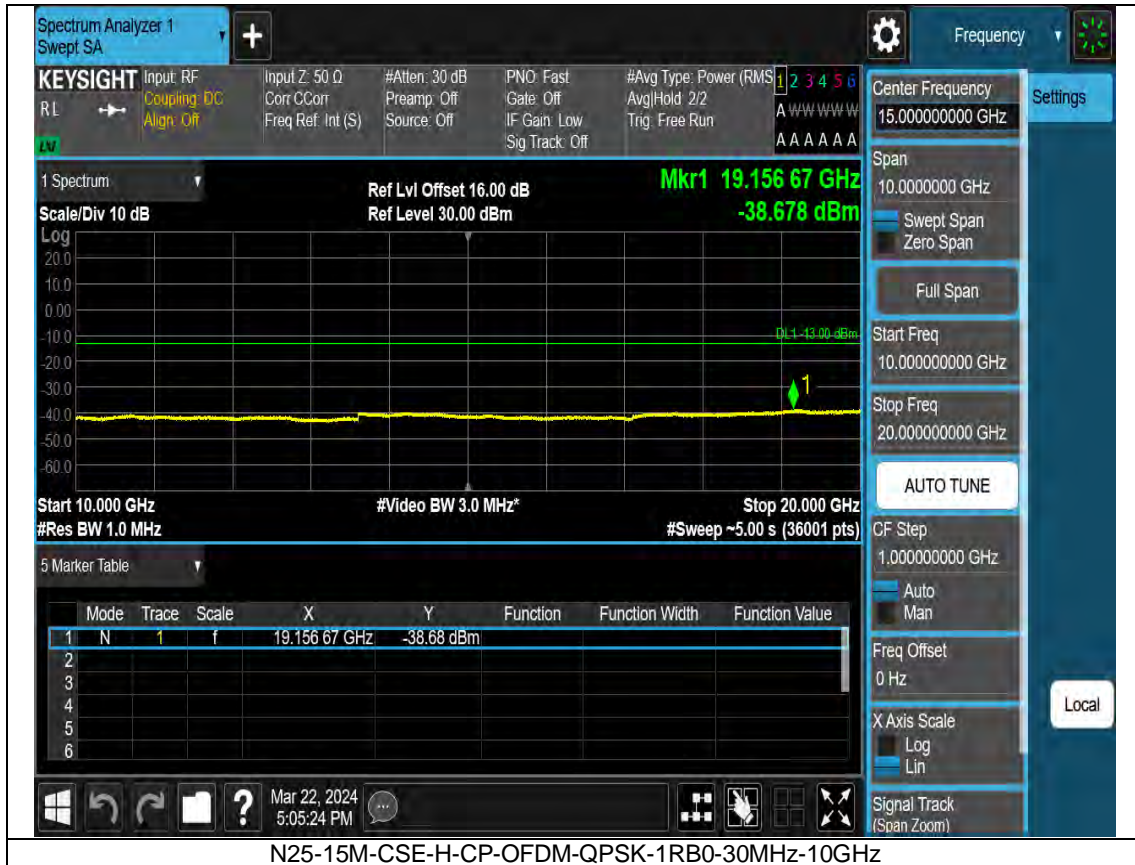 Spectrum Analyzer 1
Swept SA
+
Frequency
KEYSIGHT
RL
LXI
Input: RF
Coupling: DC
Align: Off
Input Z: 50 Ω
Corr CCorr
Freq Ref: Int (S)
#Atten: 30 dB
Preamp: Off
Source: Off
PNO: Fast
Gate: Off
IF Gain: Low
Sig Track: Off
#Avg Type: Power (RMS
Avg|Hold: 2/2
Trig: Free Run
1 2 3 4 5 6
A W W W W W
A A A A A A
1 Spectrum
Scale/Div 10 dB
Ref Lvl Offset 16.00 dB
Ref Level 30.00 dBm
Mkr1 19.156 67 GHz
-38.678 dBm
Log
20.0
10.0
0.00
-10.0
-20.0
-30.0
-40.0
-50.0
-60.0
DL1 -13.00 dBm
1
Start 10.000 GHz
#Res BW 1.0 MHz
#Video BW 3.0 MHz*
Stop 20.000 GHz
#Sweep ~5.00 s (36001 pts)
5 Marker Table
Mode Trace Scale X Y Function Function Width Function Value
1 N 1 f 19.156 67 GHz -38.68 dBm
2
3
4
5
6
Mar 22, 2024
5:05:24 PM
?
Center Frequency
15.000000000 GHz
Span
10.0000000 GHz
Swept Span
Zero Span
Full Span
Start Freq
10.000000000 GHz
Stop Freq
20.000000000 GHz
AUTO TUNE
CF Step
1.000000000 GHz
Auto
Man
Freq Offset
0 Hz
X Axis Scale
Log
Lin
Signal Track
(Span Zoom)
Settings
Local
N25-15M-CSE-H-CP-OFDM-QPSK-1RB0-30MHz-10GHz